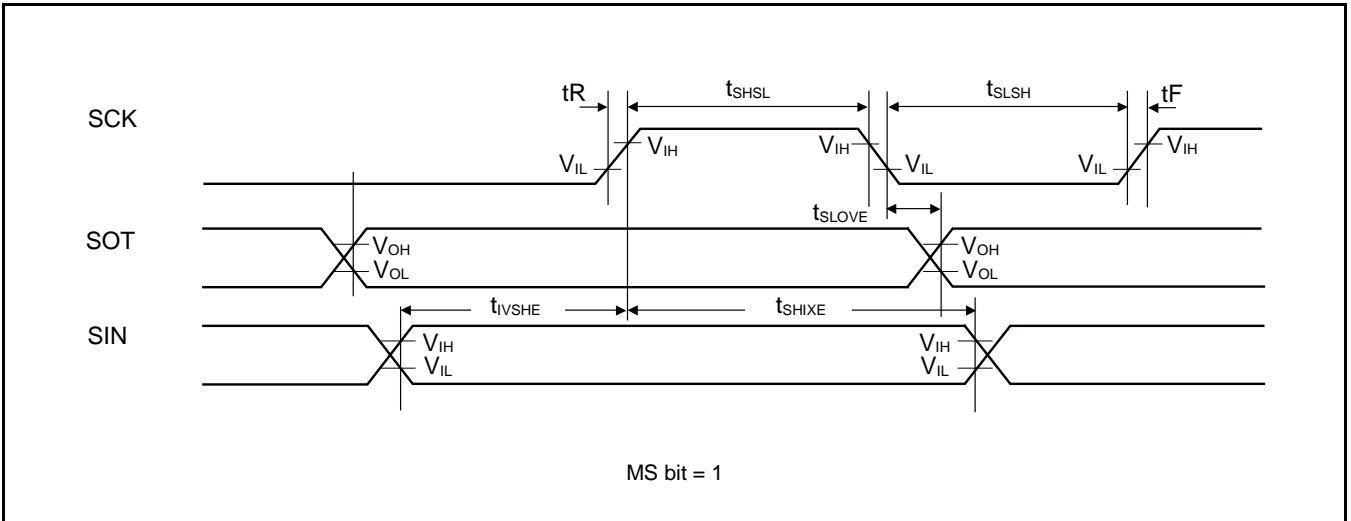 tR tSHSL tSLSH tF
SCK
VIH VIH VIH
VIL VIL VIL
tSLOVE
SOT
VOH VOH
VOL VOL
tIVSHE tSHIXE
SIN
VIH VIH
VIL VIL
MS bit = 1